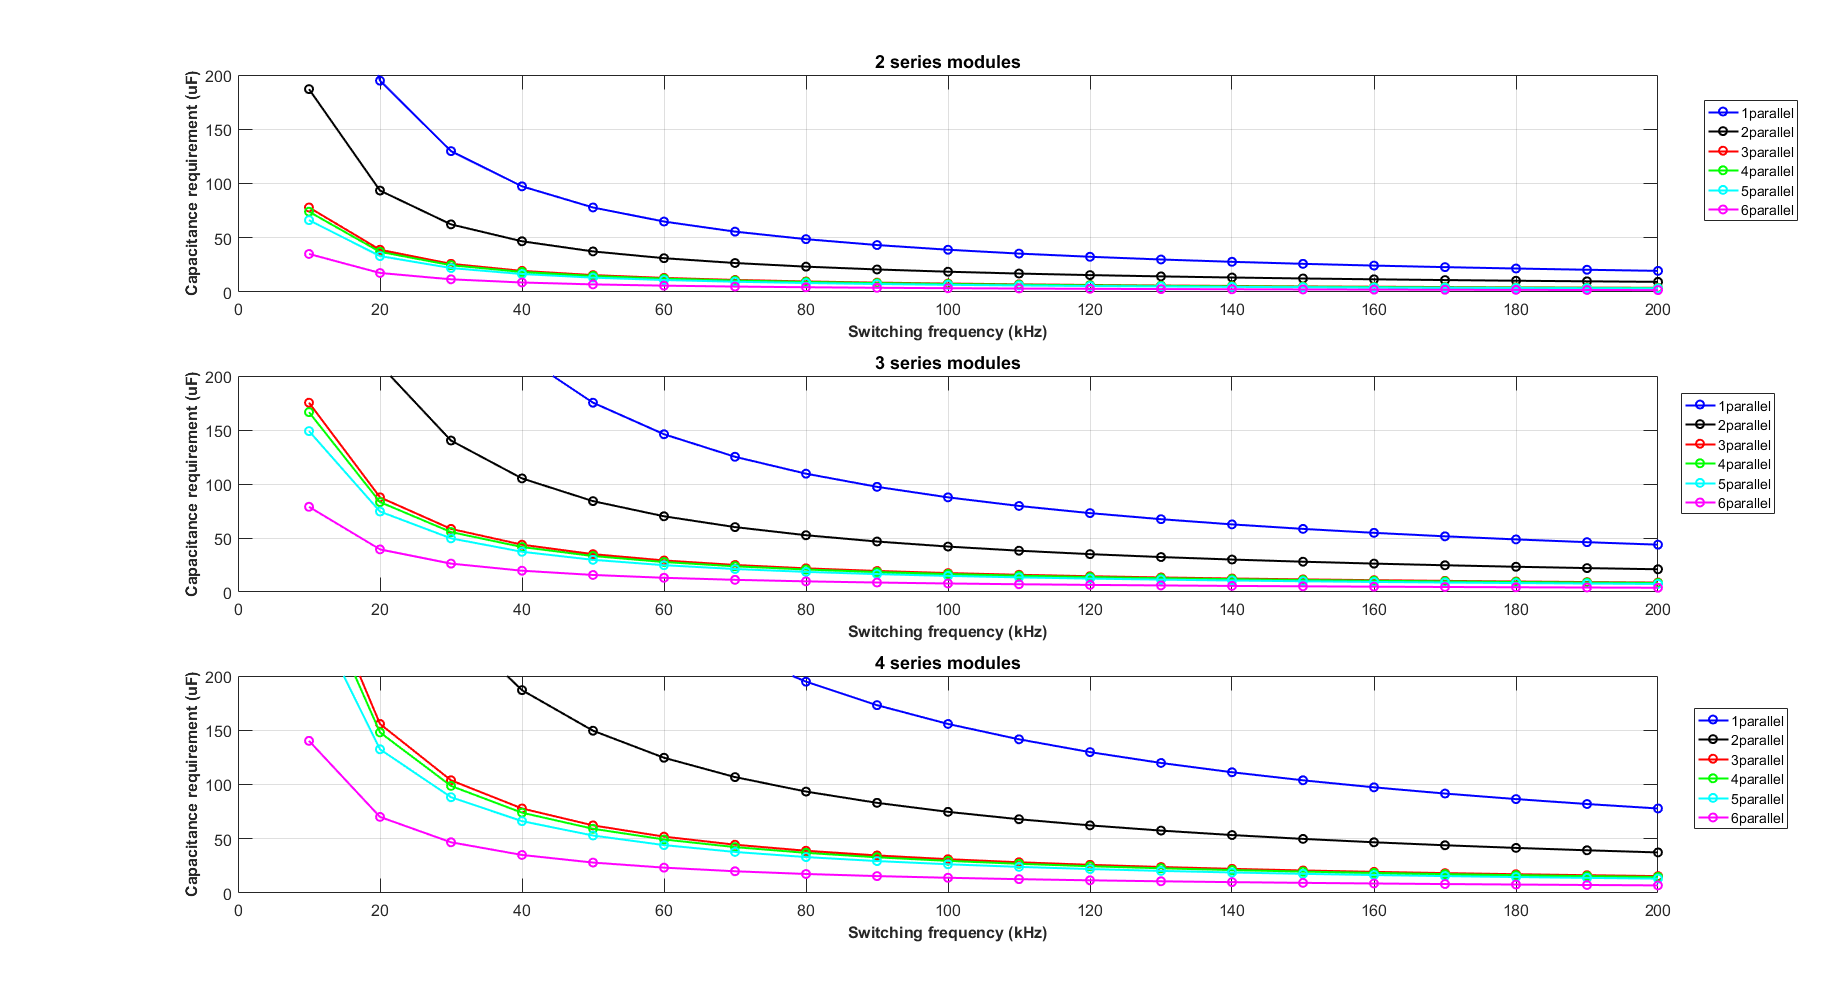 2 series modules
Capacitance requirement (uF)
200
150
100
50
0
0 20 40 60 80 100 120 140 160 180 200
Switching frequency (kHz)
1parallel
2parallel
3parallel
4parallel
5parallel
6parallel
3 series modules
Capacitance requirement (uF)
200
150
100
50
0
0 20 40 60 80 100 120 140 160 180 200
Switching frequency (kHz)
1parallel
2parallel
3parallel
4parallel
5parallel
6parallel
4 series modules
Capacitance requirement (uF)
200
150
100
50
0
0 20 40 60 80 100 120 140 160 180 200
Switching frequency (kHz)
1parallel
2parallel
3parallel
4parallel
5parallel
6parallel